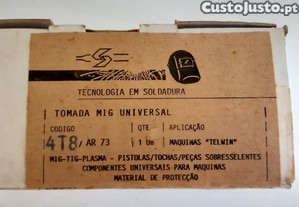 CustoJusto.pt
TECNOLOGIA EM SOLDADURA
TOMADA MIG UNIVERSAL
CODIGO QTE APLICAÇÃO
4T8/AR 73 1 Um MAQUINAS "TELWIN"
MIG-TIG-PLASMA - PISTOLAS/TOCHAS/PEÇAS SOBRESSELENTES
COMPONENTES UNIVERSAIS PARA MAQUINAS
MATERIAL DE PROTECÇÃO